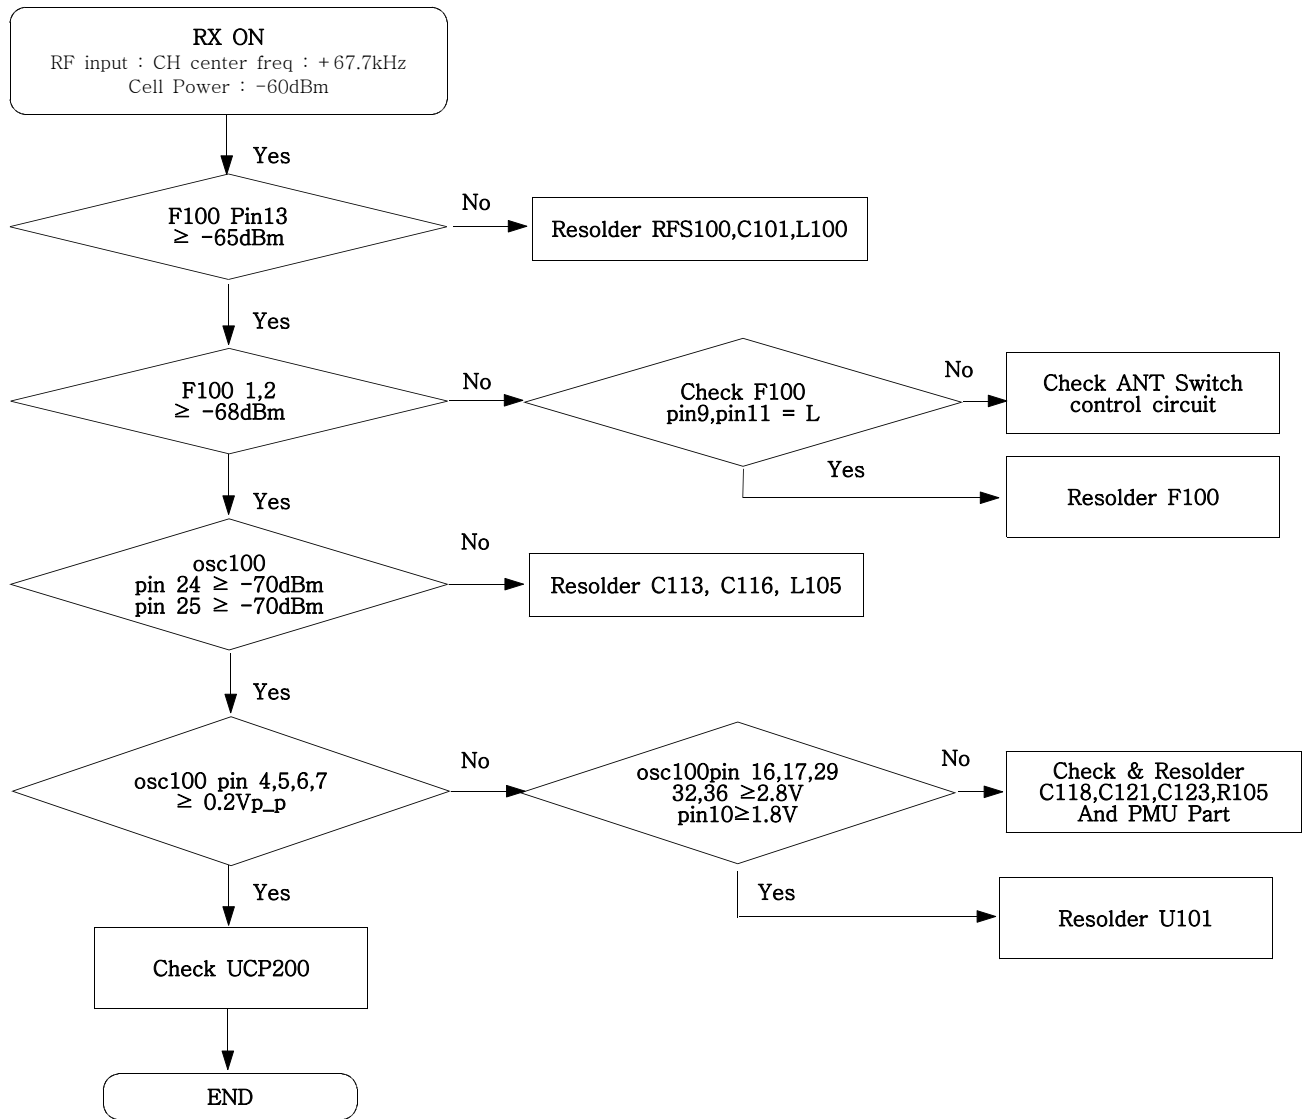 RX ON
RF input : CH center freq : +67.7kHz
Cell Power : -60dBm
Yes
F100 Pin13
≥ -65dBm
No
Resolder RFS100,C101,L100
Yes
F100 1,2
≥ -68dBm
No
Check F100
pin9,pin11 = L
No
Check ANT Switch
control circuit
Yes
Resolder F100
Yes
osc100
pin 24 ≥ -70dBm
pin 25 ≥ -70dBm
No
Resolder C113, C116, L105
Yes
osc100 pin 4,5,6,7
≥ 0.2Vp_p
No
osc100pin 16,17,29
32,36 ≥2.8V
pin10≥1.8V
No
Check & Resolder
C118,C121,C123,R105
And PMU Part
Yes
Resolder U101
Yes
Check UCP200
END